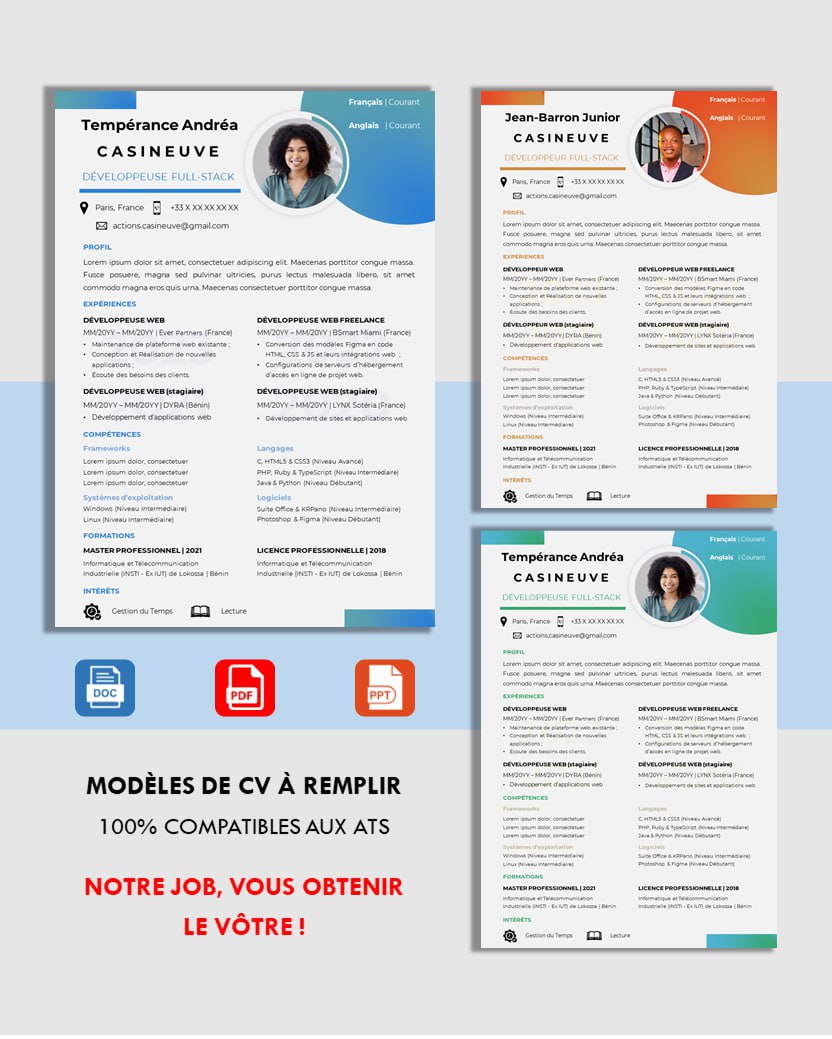 Français | Courant
Anglais | Courant
Tempérance Andréa
CASINEUVE
DÉVELOPPEUSE FULL-STACK
Paris, France +33 X XX XX XX XX
actions.casineuve@gmail.com
PROFIL
Lorem ipsum dolor sit amet, consectetuer adipiscing elit. Maecenas porttitor congue massa.
Fusce posuere, magna sed pulvinar ultricies, purus lectus malesuada libero, sit amet
commodo magna eros quis urna. Maecenas consectetuer porttitor congue massa.
EXPÉRIENCES
DÉVELOPPEUSE WEB
MM/20YY – MM/20YY | Ever Partners (France)
• Maintenance de plateforme web existante ;
• Conception et Réalisation de nouvelles
applications ;
• Écoute des besoins des clients.
DÉVELOPPEUSE WEB FREELANCE
MM/20YY – MM/20YY | BSmart Miami (France)
• Conversion des modèles Figma en code
HTML, CSS & JS et leurs intégrations web ;
• Configurations de serveurs d'hébergement
d'accès en ligne de projet web.
DÉVELOPPEUSE WEB (stagiaire)
MM/20YY – MM/20YY | DYRA (Bénin)
• Développement d'applications web
DÉVELOPPEUSE WEB (stagiaire)
MM/20YY – MM/20YY | LYNX Sotéria (France)
• Développement de sites et applications web
COMPÉTENCES
Frameworks
Lorem ipsum dolor, consectetuer
Lorem ipsum dolor, consectetuer
Lorem ipsum dolor, consectetuer
Langages
C, HTML5 & CSS3 (Niveau Avancé)
PHP, Ruby & TypeScript (Niveau Intermédiaire)
Java & Python (Niveau Débutant)
Systèmes d'exploitation
Windows (Niveau Intermédiaire)
Linux (Niveau Intermédiaire)
Logiciels
Suite Office & KRPano (Niveau Intermédiaire)
Photoshop & Figma (Niveau Débutant)
FORMATIONS
MASTER PROFESSIONNEL | 2021
Informatique et Télécommunication
Industrielle (INSTI - Ex IUT) de Lokossa | Bénin
LICENCE PROFESSIONNELLE | 2018
Informatique et Télécommunication
Industrielle (INSTI - Ex IUT) de Lokossa | Bénin
INTÉRÊTS
Gestion du Temps Lecture
DOC
PDF
PPT
MODÈLES DE CV À REMPLIR
100% COMPATIBLES AUX ATS
NOTRE JOB, VOUS OBTENIR
LE VÔTRE !
Français | Courant
Anglais | Courant
Jean-Barron Junior
CASINEUVE
DÉVELOPPEUR FULL-STACK
Paris, France +33 X XX XX XX XX
actions.casineuve@gmail.com
PROFIL
Lorem ipsum dolor sit amet, consectetuer adipiscing elit. Maecenas porttitor congue massa.
Fusce posuere, magna sed pulvinar ultricies, purus lectus malesuada libero, sit amet
commodo magna eros quis urna. Maecenas consectetuer porttitor congue massa.
EXPÉRIENCES
DÉVELOPPEUR WEB
MM/20YY – MM/20YY | Ever Partners (France)
• Maintenance de plateforme web existante ;
• Conception et Réalisation de nouvelles
applications ;
• Écoute des besoins des clients.
DÉVELOPPEUR WEB FREELANCE
MM/20YY – MM/20YY | BSmart Miami (France)
• Conversion des modèles Figma en code
HTML, CSS & JS et leurs intégrations web ;
• Configurations de serveurs d'hébergement
d'accès en ligne de projet web.
DÉVELOPPEUR WEB (stagiaire)
MM/20YY – MM/20YY | DYRA (Bénin)
• Développement d'applications web
DÉVELOPPEUR WEB (stagiaire)
MM/20YY – MM/20YY | LYNX Sotéria (France)
• Développement de sites et applications web
COMPÉTENCES
Frameworks
Lorem ipsum dolor, consectetuer
Lorem ipsum dolor, consectetuer
Lorem ipsum dolor, consectetuer
Langages
C, HTML5 & CSS3 (Niveau Avancé)
PHP, Ruby & TypeScript (Niveau Intermédiaire)
Java & Python (Niveau Débutant)
Systèmes d'exploitation
Windows (Niveau Intermédiaire)
Linux (Niveau Intermédiaire)
Logiciels
Suite Office & KRPano (Niveau Intermédiaire)
Photoshop & Figma (Niveau Débutant)
FORMATIONS
MASTER PROFESSIONNEL | 2021
Informatique et Télécommunication
Industrielle (INSTI - Ex IUT) de Lokossa | Bénin
LICENCE PROFESSIONNELLE | 2018
Informatique et Télécommunication
Industrielle (INSTI - Ex IUT) de Lokossa | Bénin
INTÉRÊTS
Gestion du Temps Lecture
Français | Courant
Anglais | Courant
Tempérance Andréa
CASINEUVE
DÉVELOPPEUSE FULL-STACK
Paris, France +33 X XX XX XX XX
actions.casineuve@gmail.com
PROFIL
Lorem ipsum dolor sit amet, consectetuer adipiscing elit. Maecenas porttitor congue massa.
Fusce posuere, magna sed pulvinar ultricies, purus lectus malesuada libero, sit amet
commodo magna eros quis urna. Maecenas consectetuer porttitor congue massa.
EXPÉRIENCES
DÉVELOPPEUSE WEB
MM/20YY – MM/20YY | Ever Partners (France)
• Maintenance de plateforme web existante ;
• Conception et Réalisation de nouvelles
applications ;
• Écoute des besoins des clients.
DÉVELOPPEUSE WEB FREELANCE
MM/20YY – MM/20YY | BSmart Miami (France)
• Conversion des modèles Figma en code
HTML, CSS & JS et leurs intégrations web ;
• Configurations de serveurs d'hébergement
d'accès en ligne de projet web.
DÉVELOPPEUSE WEB (stagiaire)
MM/20YY – MM/20YY | DYRA (Bénin)
• Développement d'applications web
DÉVELOPPEUSE WEB (stagiaire)
MM/20YY – MM/20YY | LYNX Sotéria (France)
• Développement de sites et applications web
COMPÉTENCES
Frameworks
Lorem ipsum dolor, consectetuer
Lorem ipsum dolor, consectetuer
Lorem ipsum dolor, consectetuer
Langages
C, HTML5 & CSS3 (Niveau Avancé)
PHP, Ruby & TypeScript (Niveau Intermédiaire)
Java & Python (Niveau Débutant)
Systèmes d'exploitation
Windows (Niveau Intermédiaire)
Linux (Niveau Intermédiaire)
Logiciels
Suite Office & KRPano (Niveau Intermédiaire)
Photoshop & Figma (Niveau Débutant)
FORMATIONS
MASTER PROFESSIONNEL | 2021
Informatique et Télécommunication
Industrielle (INSTI - Ex IUT) de Lokossa | Bénin
LICENCE PROFESSIONNELLE | 2018
Informatique et Télécommunication
Industrielle (INSTI - Ex IUT) de Lokossa | Bénin
INTÉRÊTS
Gestion du Temps Lecture